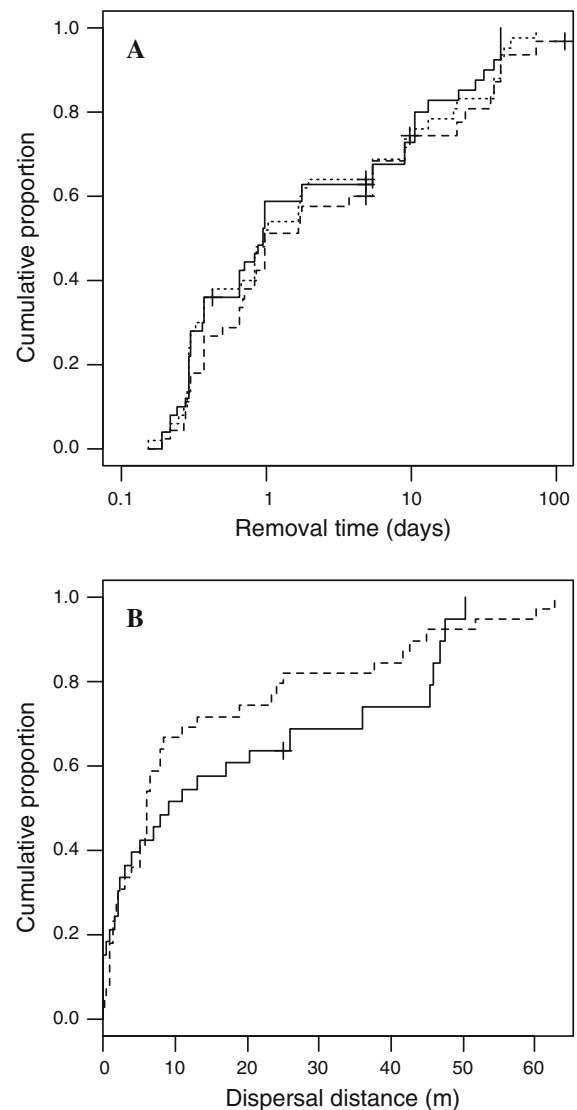 A
Cumulative proportion
1.0
0.8
0.6
0.4
0.2
0.0
0.1 1 10 100
Removal time (days)
B
Cumulative proportion
1.0
0.8
0.6
0.4
0.2
0.0
0 10 20 30 40 50 60
Dispersal distance (m)